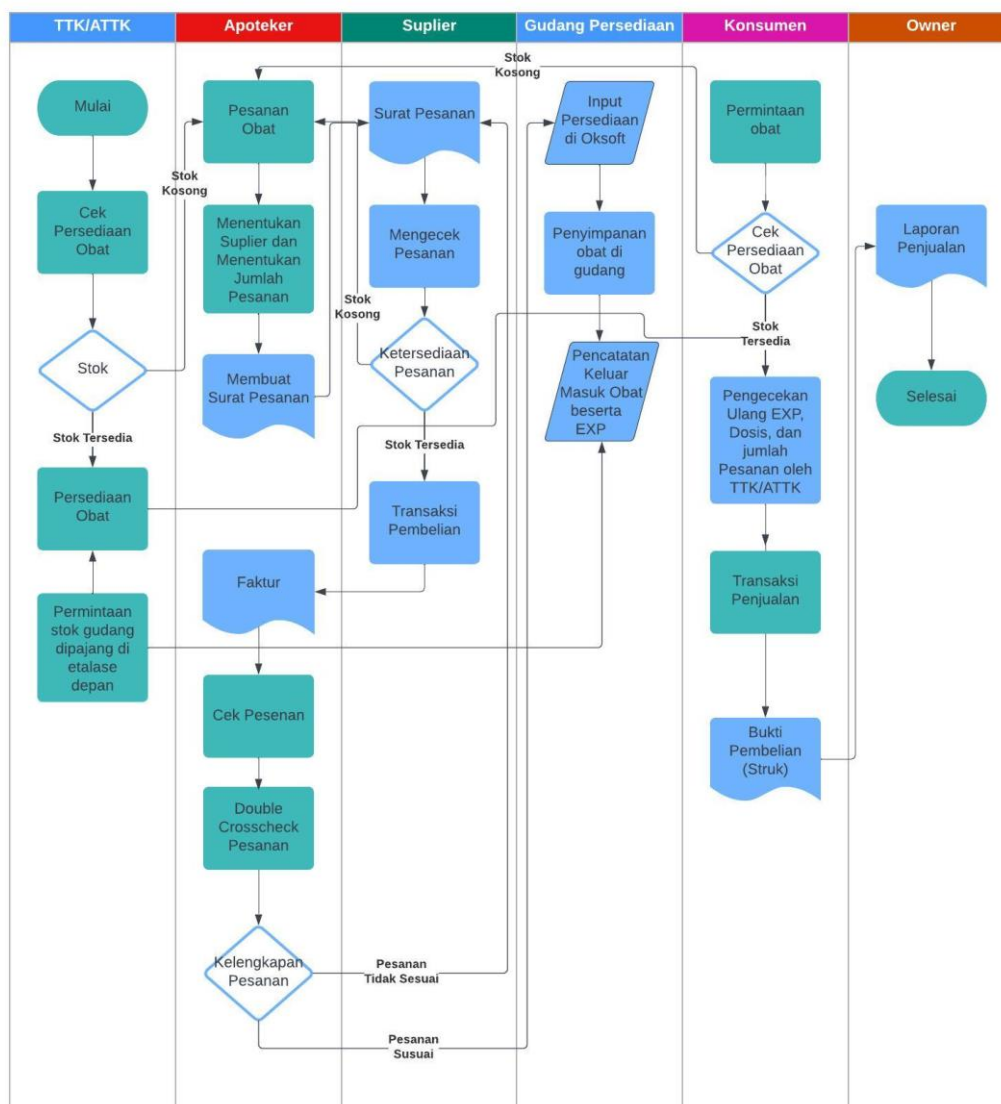 TTK/ATTK
Apoteker
Suplier
Gudang Persediaan
Konsumen
Owner
Mulai
Cek
Persediaan
Obat
Stok
Stok
Kosong
Stok Tersedia
Persediaan
Obat
Permintaan
stok gudang
dipajang di
etalase
depan
Pesanan
Obat
Menentukan
Suplier dan
Menentukan
Jumlah
Pesanan
Membuat
Surat Pesanan
Faktur
Cek Pesenan
Double
Crosscheck
Pesanan
Kelengkapan
Pesanan
Pesanan
Tidak Sesuai
Pesanan
Susuai
Surat Pesanan
Mengecek
Pesanan
Stok
Kosong
Ketersediaan
Pesanan
Stok Tersedia
Transaksi
Pembelian
Stok
Kosong
Input
Persediaan
di Oksoft
Penyimpanan
obat di
gudang
Pencatatan
Keluar
Masuk Obat
beserta
EXP
Permintaan
obat
Cek
Persediaan
Obat
Stok
Tersedia
Pengecekan
Ulang EXP,
Dosis, dan
jumlah
Pesanan oleh
TTK/ATTK
Transaksi
Penjualan
Bukti
Pembelian
(Struk)
Laporan
Penjualan
Selesai